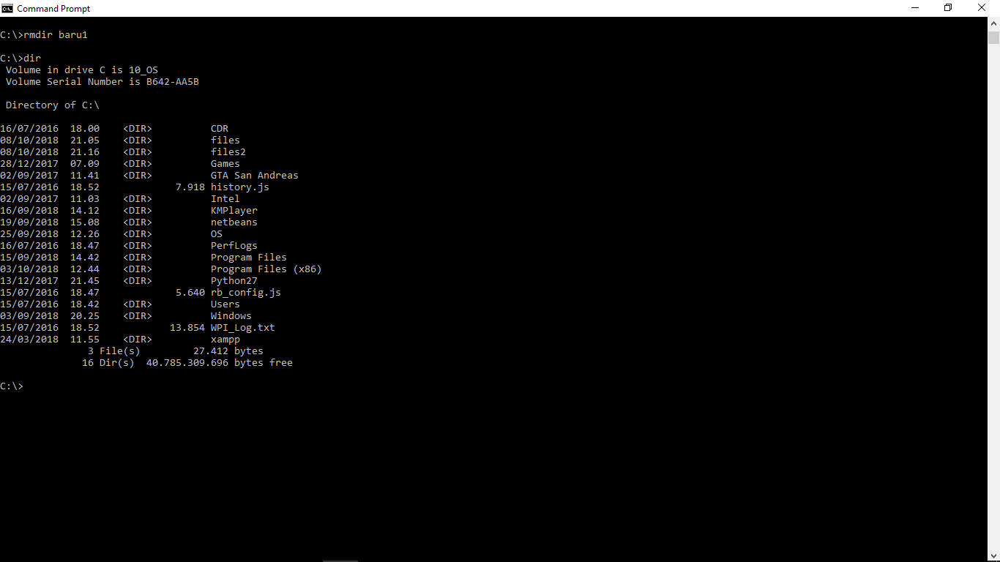 Command Prompt
C:\>rmdir baru1
C:\>dir
 Volume in drive C is 10_OS
 Volume Serial Number is B642-AA5B
 Directory of C:\
16/07/2016  18.00    <DIR>          CDR
08/10/2018  21.05    <DIR>          files
08/10/2018  21.16    <DIR>          files2
28/12/2017  07.09    <DIR>          Games
02/09/2017  11.41    <DIR>          GTA San Andreas
15/07/2016  18.52             7.918 history.js
02/09/2017  11.03    <DIR>          Intel
16/09/2018  14.12    <DIR>          KMPlayer
19/09/2018  15.08    <DIR>          netbeans
25/09/2018  12.26    <DIR>          OS
16/07/2016  18.47    <DIR>          PerfLogs
15/09/2018  14.42    <DIR>          Program Files
03/10/2018  12.44    <DIR>          Program Files (x86)
13/12/2017  21.45    <DIR>          Python27
15/07/2016  18.47             5.640 rb_config.js
15/07/2016  18.42    <DIR>          Users
03/09/2018  20.25    <DIR>          Windows
15/07/2016  18.52            13.854 WPI_Log.txt
24/03/2018  11.55    <DIR>          xampp
               3 File(s)         27.412 bytes
              16 Dir(s)  40.785.309.696 bytes free
C:\>